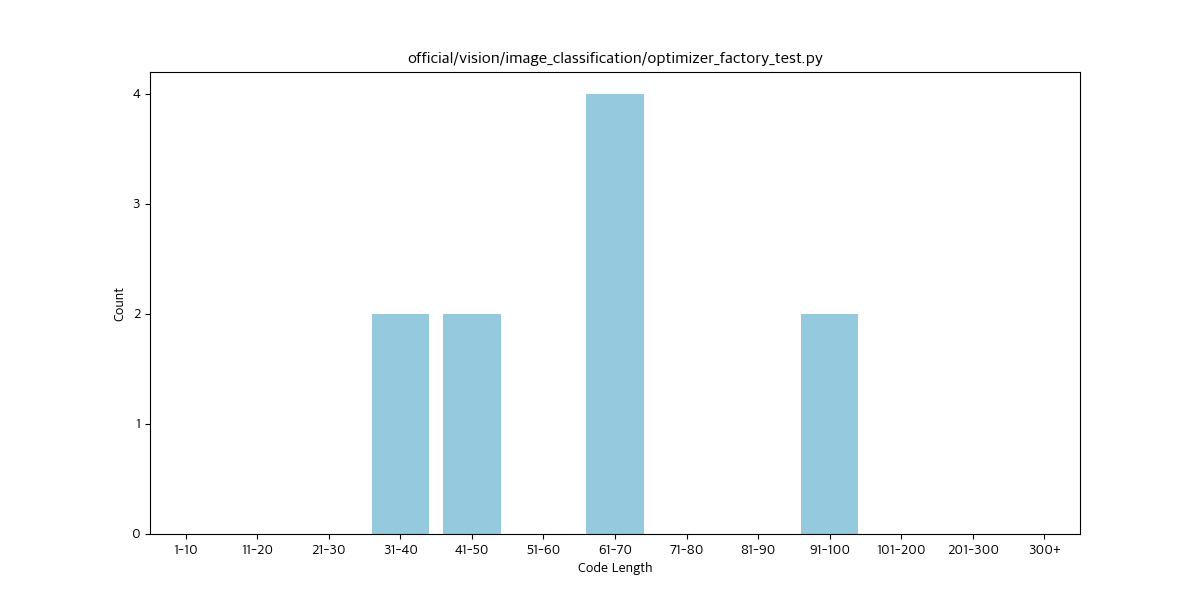 official/vision/image_classification/optimizer_factory_test.py
4
3
2
1
0
Count
1-10 11-20 21-30 31-40 41-50 51-60 61-70 71-80 81-90 91-100 101-200 201-300 300+
Code Length